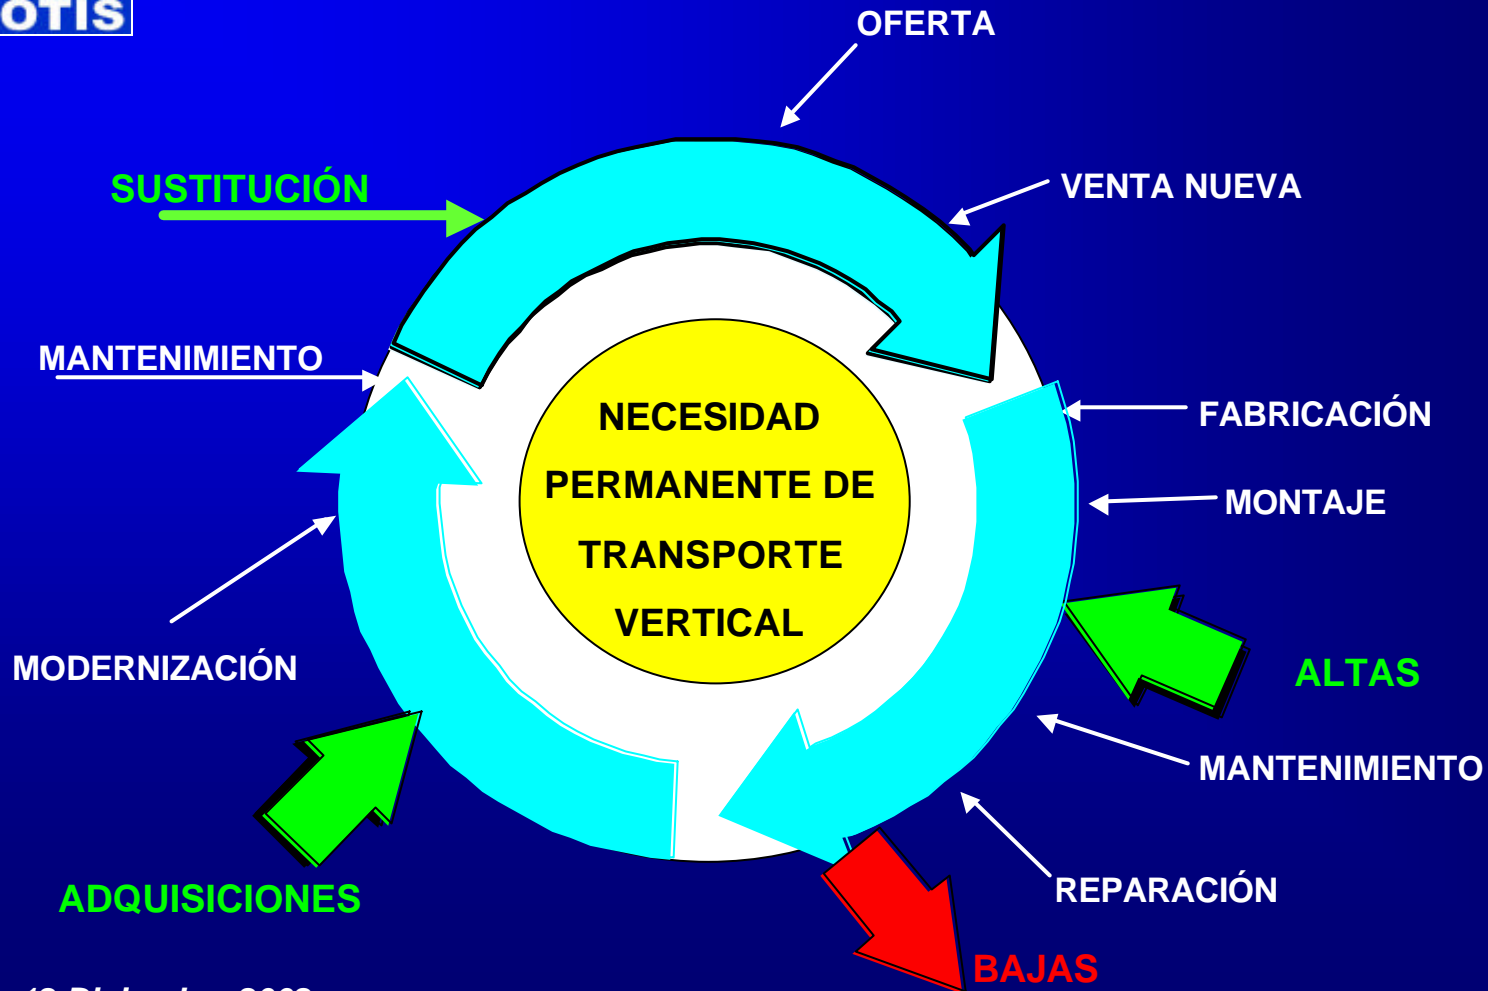 OTIS
OFERTA
SUSTITUCIÓN
VENTA NUEVA
MANTENIMIENTO
FABRICACIÓN
NECESIDAD
PERMANENTE DE
TRANSPORTE
VERTICAL
MONTAJE
MODERNIZACIÓN
ALTAS
MANTENIMIENTO
REPARACIÓN
ADQUISICIONES
BAJAS